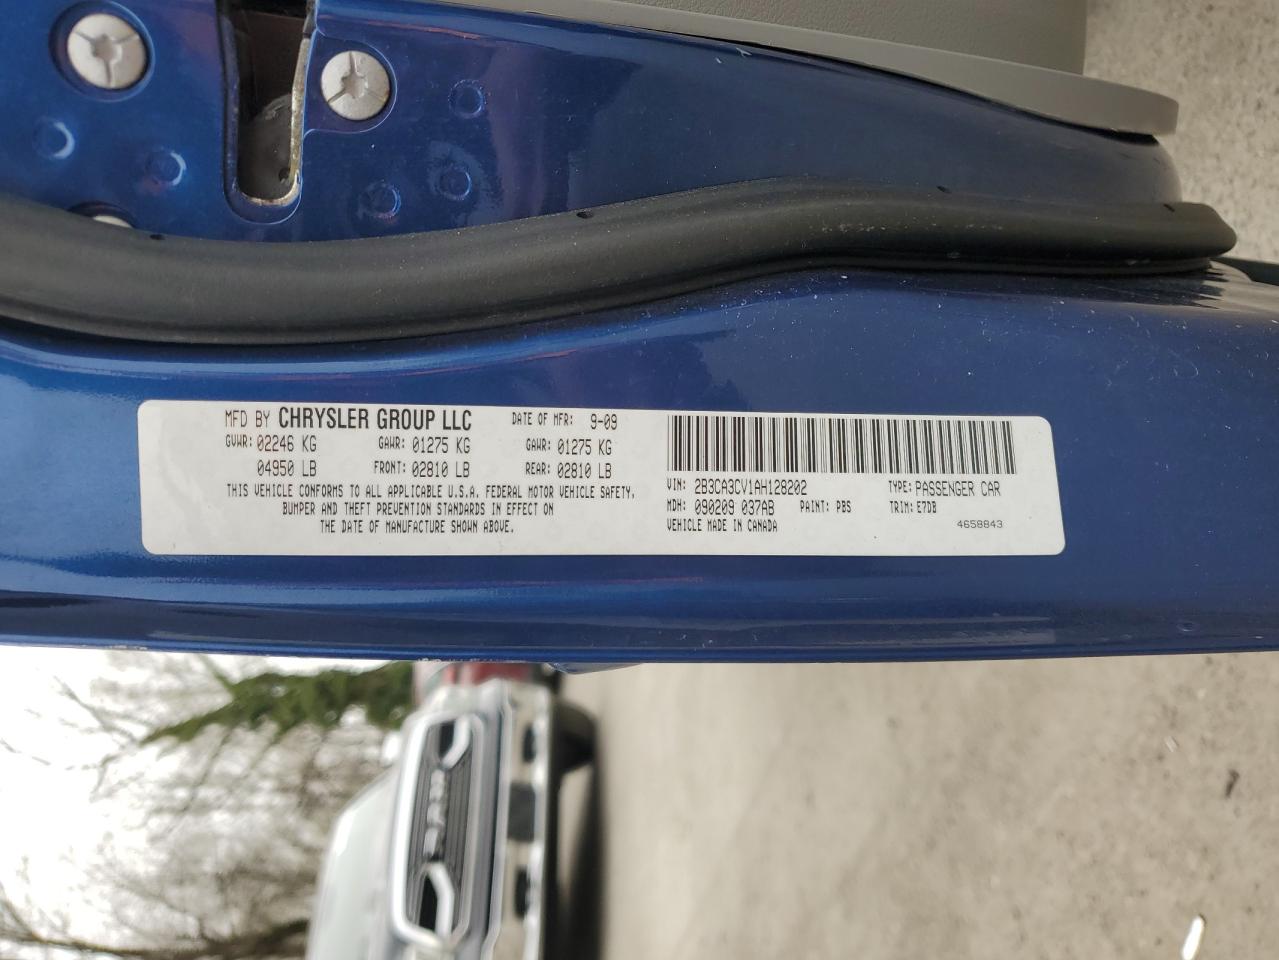 MFD BY CHRYSLER GROUP LLC DATE OF MFR: 9-09
GVWR: 02246 KG GAWR: 01275 KG GAWR: 01275 KG
04950 LB FRONT: 02810 LB REAR: 02810 LB
THIS VEHICLE CONFORMS TO ALL APPLICABLE U.S.A. FEDERAL MOTOR VEHICLE SAFETY,
BUMPER AND THEFT PREVENTION STANDARDS IN EFFECT ON
THE DATE OF MANUFACTURE SHOWN ABOVE.
VIN: 2B3CA3CV1AH128202 TYPE: PASSENGER CAR
MDH: 090209 037AB PAINT: PBS TRIM: E7DB
VEHICLE MADE IN CANADA 4658843
RAM